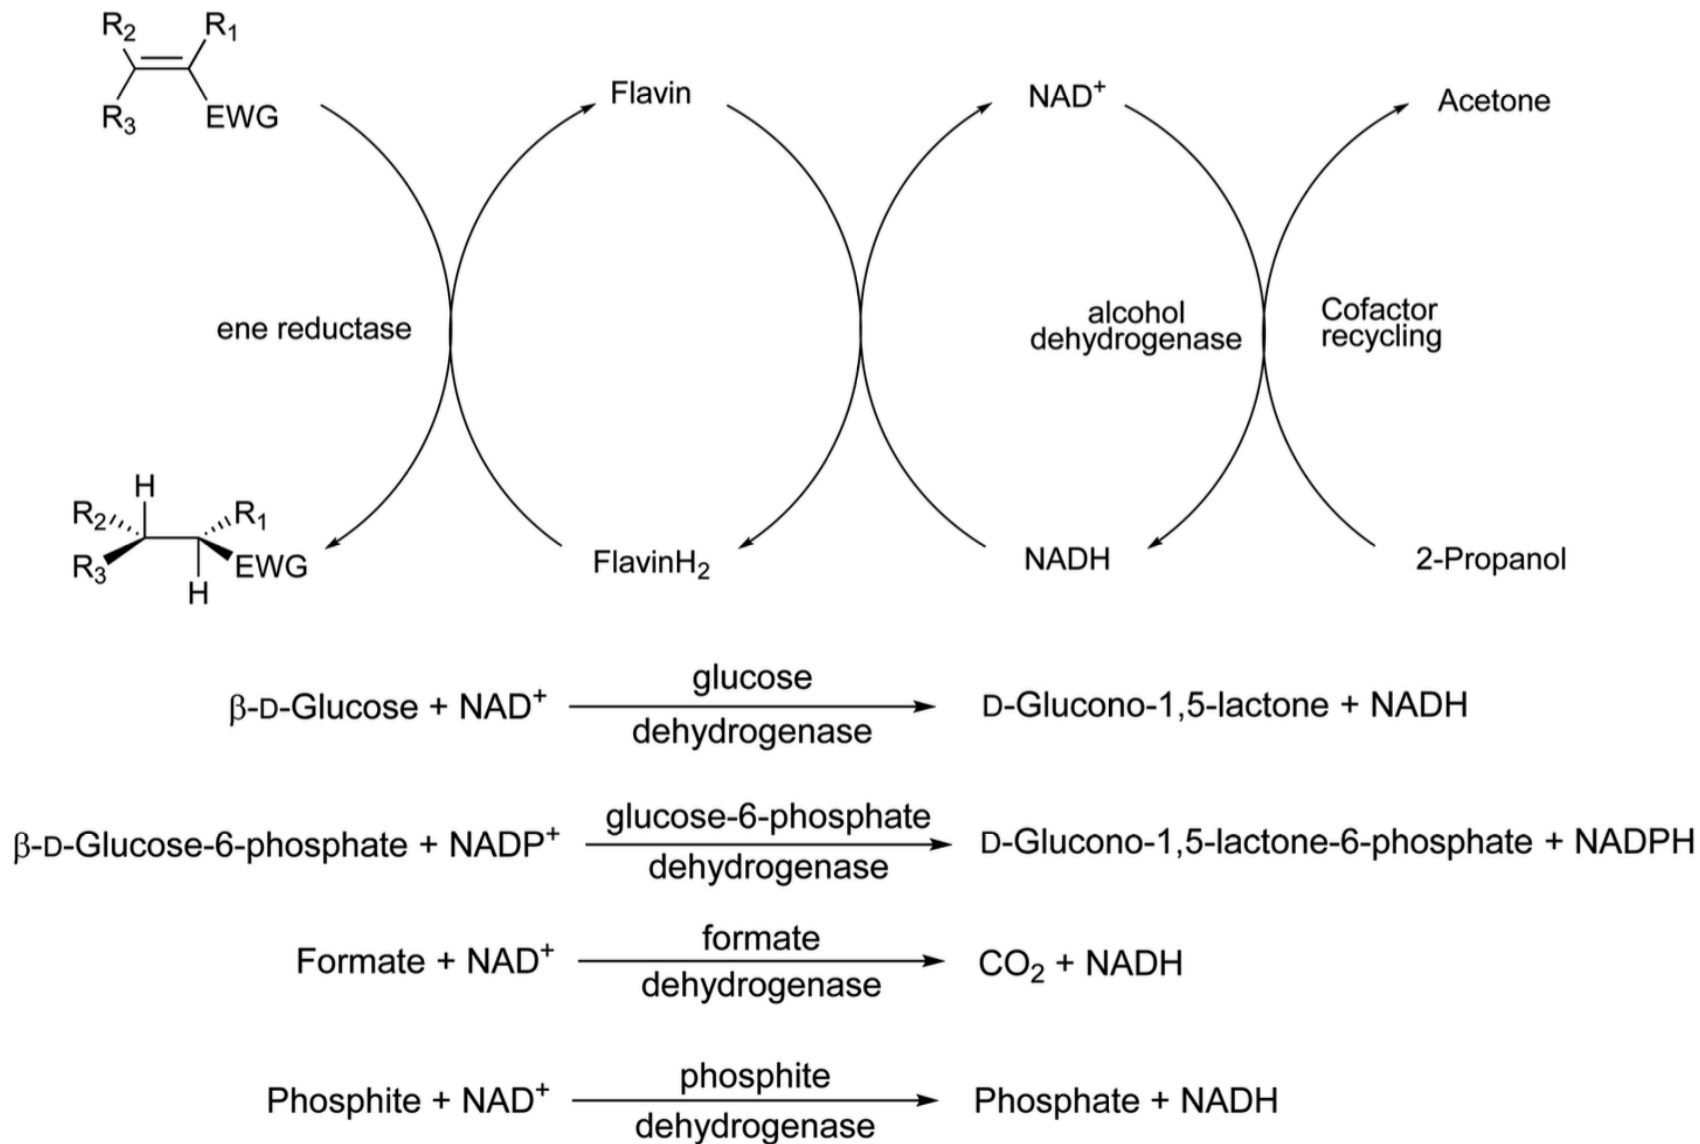 R₂ R₁
R₃ EWG
Flavin
NAD⁺
Acetone
ene reductase
alcohol
dehydrogenase
Cofactor
recycling
H
R₂ R₁
R₃ EWG
H
FlavinH₂
NADH
2-Propanol
β-D-Glucose + NAD⁺ glucose dehydrogenase D-Glucono-1,5-lactone + NADH
β-D-Glucose-6-phosphate + NADP⁺ glucose-6-phosphate dehydrogenase D-Glucono-1,5-lactone-6-phosphate + NADPH
Formate + NAD⁺ formate dehydrogenase CO₂ + NADH
Phosphite + NAD⁺ phosphite dehydrogenase Phosphate + NADH